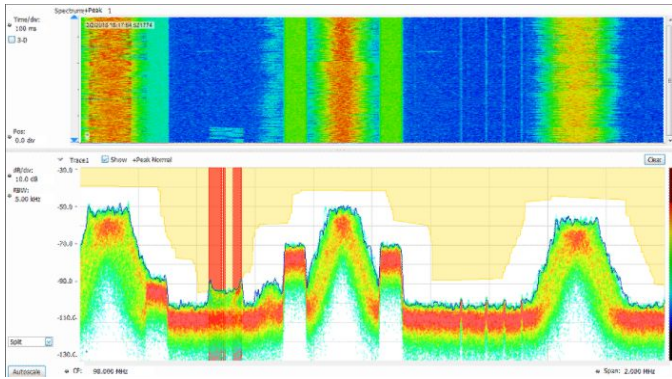 Time/div:
100 ms
3-D
Pos:
0.0 div
Spectrum +Peak 1
Trace1 Show +Peak Normal
Clear
dB/div:
10.0 dB
RBW:
5.00 kHz
-30.0
-50.0
-70.0
-90.0
-110.0
-130.0
Split
Autoscale
CF: 98.000 MHz
Span: 2.000 MHz